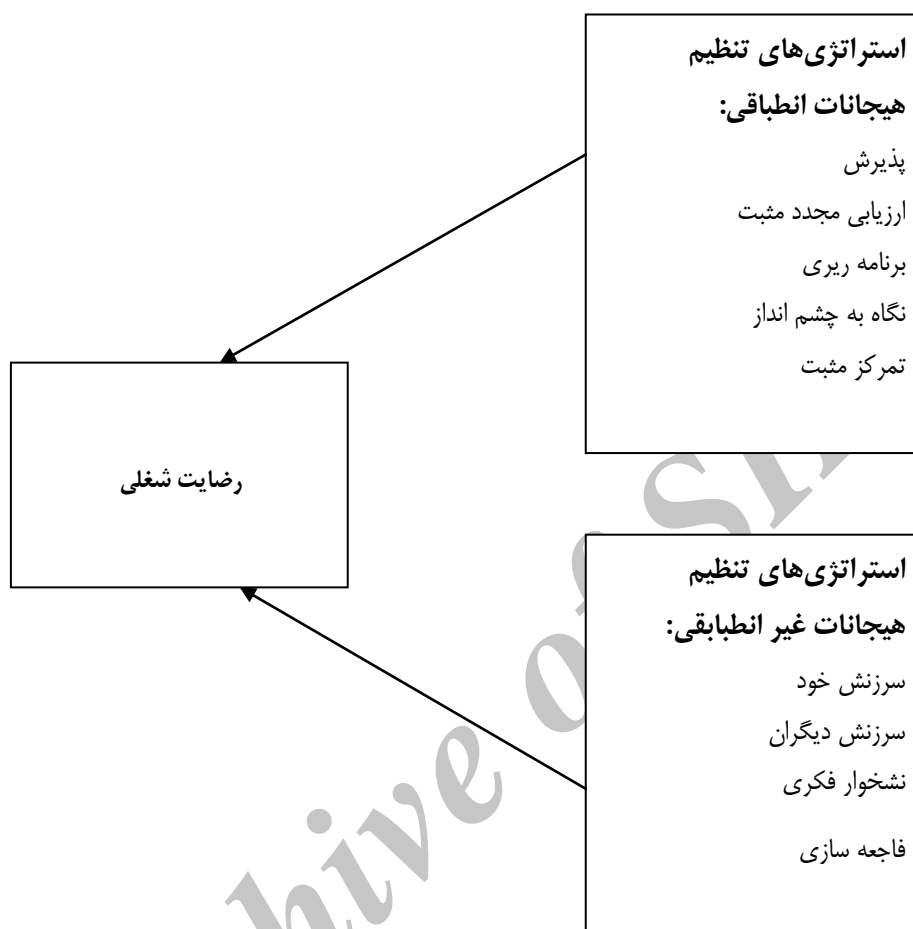 استراتژی‌های تنظیم
هیجانات انطباقی:
پذیرش
ارزیابی مجدد مثبت
برنامه ریری
نگاه به چشم انداز
تمرکز مثبت
رضایت شغلی
استراتژی‌های تنظیم
هیجانات غیر انطبابقی:
سرزنش خود
سرزنش دیگران
نشخوار فکری
فاجعه سازی